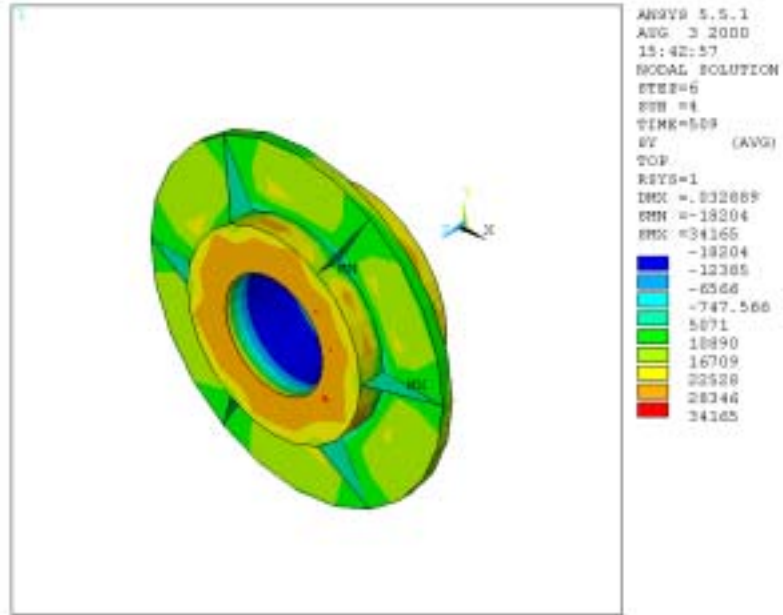 1
ANSYS 5.5.1
AUG 3 2000
15:42:57
NODAL SOLUTION
STEP=6
SUB =4
TIME=509
SY (AVG)
TOP
RSYS=1
DMX =.032889
SMN =-18204
SMX =34165
-18204
-12385
-6566
-747.566
5071
10890
16709
22528
28346
34165
Y
Z X
MN
MX